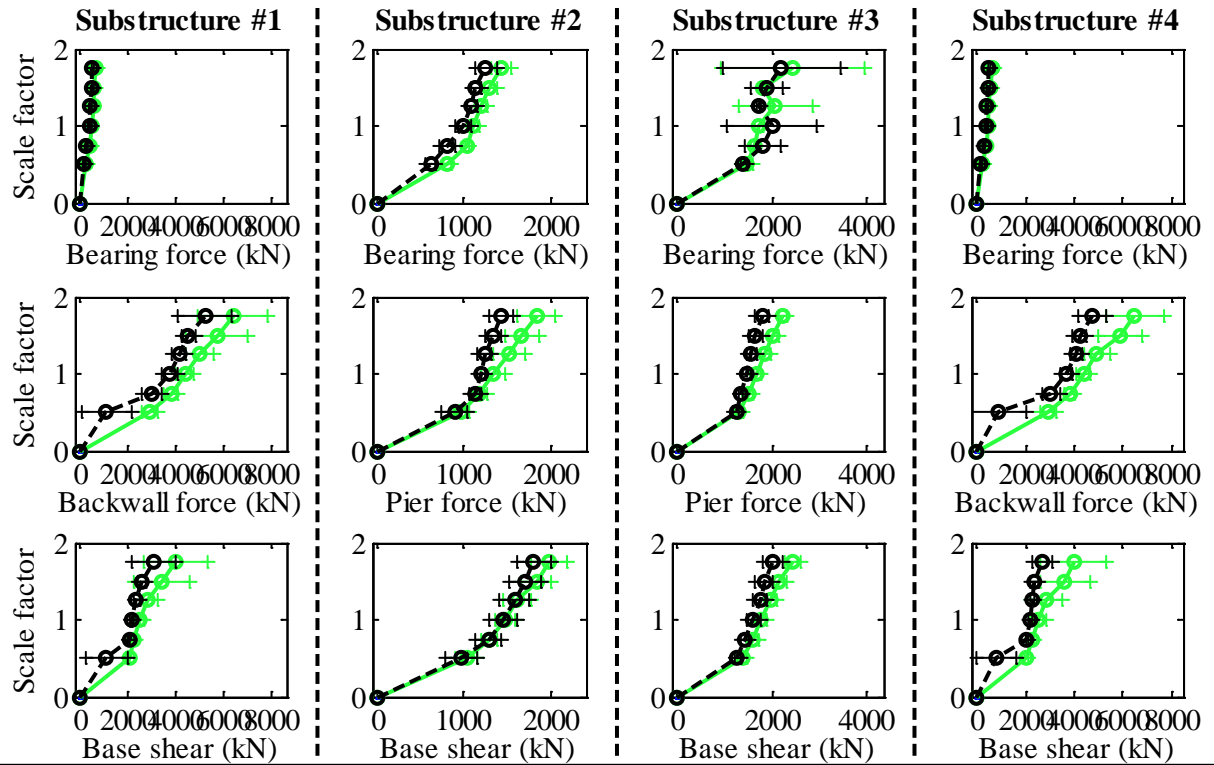 Substructure #1 Substructure #2 Substructure #3 Substructure #4
Scale factor
2
1
0
0 2000 4000 6000 8000
Bearing force (kN)
2
1
0
0 1000 2000
Bearing force (kN)
2
1
0
0 2000 4000
Bearing force (kN)
2
1
0
0 2000 4000 6000 8000
Bearing force (kN)
Scale factor
2
1
0
0 2000 4000 6000 8000
Backwall force (kN)
2
1
0
0 1000 2000
Pier force (kN)
2
1
0
0 2000 4000
Pier force (kN)
2
1
0
0 2000 4000 6000 8000
Backwall force (kN)
Scale factor
2
1
0
0 2000 4000 6000 8000
Base shear (kN)
2
1
0
0 1000 2000
Base shear (kN)
2
1
0
0 2000 4000
Base shear (kN)
2
1
0
0 2000 4000 6000 8000
Base shear (kN)